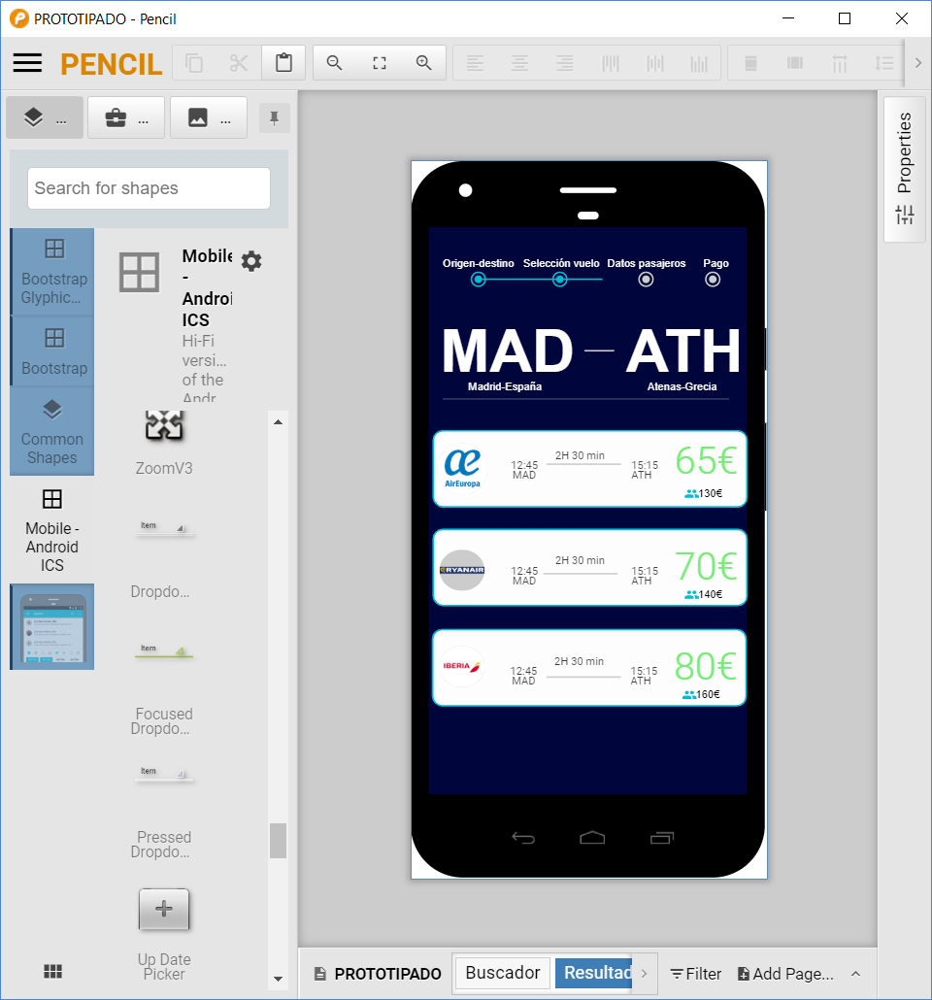 PROTOTIPADO - Pencil
PENCIL
...
...
...
Search for shapes
Properties
Bootstrap
Glyphic...
Bootstrap
Common
Shapes
Mobile -
Android
ICS
Mobile
-
Androi
ICS
Hi-Fi
versi...
of the
Andr
ZoomV3
Item
Dropdo...
Item
Focused
Dropdo...
Item
Pressed
Dropdo...
Up Date
Picker
Origen-destino Selección vuelo Datos pasajeros Pago
MAD — ATH
Madrid-España Atenas-Grecia
AirEuropa
12:45
MAD
2H 30 min
15:15
ATH
65€
130€
RYANAIR
12:45
MAD
2H 30 min
15:15
ATH
70€
140€
IBERIA
12:45
MAD
2H 30 min
15:15
ATH
80€
160€
PROTOTIPADO Buscador Resultad Filter Add Page...